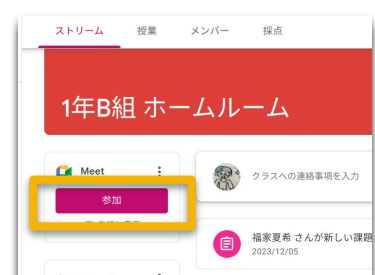 ストリーム 授業 メンバー 採点
1年B組 ホームルーム
Meet
参加
クラスへの連絡事項を入力
福家夏希 さんが新しい課題
2023/12/05